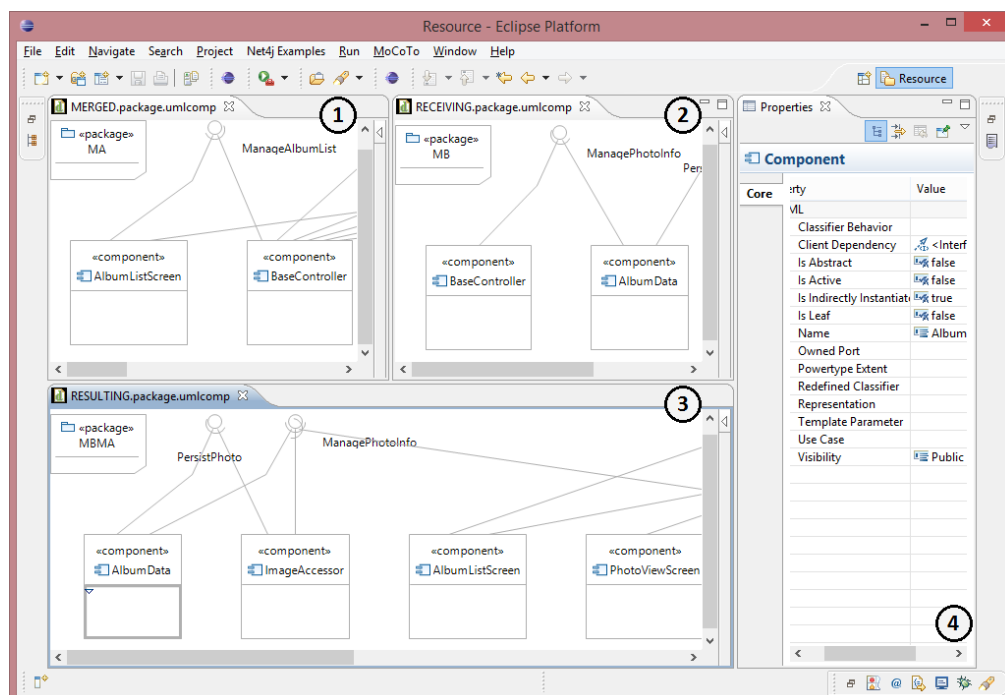 Resource - Eclipse Platform
File Edit Navigate Search Project Net4j Examples Run MoCoTo Window Help
Resource
MERGED.package.umlcomp
1
«package»
MA
ManageAlbumList
«component»
AlbumListScreen
«component»
BaseController
RECEIVING.package.umlcomp
2
«package»
MB
ManagePhotoInfo
Pers
«component»
BaseController
«component»
AlbumData
RESULTING.package.umlcomp
3
«package»
MBMA
PersistPhoto
ManagePhotoInfo
«component»
AlbumData
«component»
ImageAccessor
«component»
AlbumListScreen
«component»
PhotoViewScreen
Properties
Component
Core
erty Value
ML
Classifier Behavior
Client Dependency <Interf
Is Abstract false
Is Active false
Is Indirectly Instantiate true
Is Leaf false
Name Album
Owned Port
Powertype Extent
Redefined Classifier
Representation
Template Parameter
Use Case
Visibility Public
4